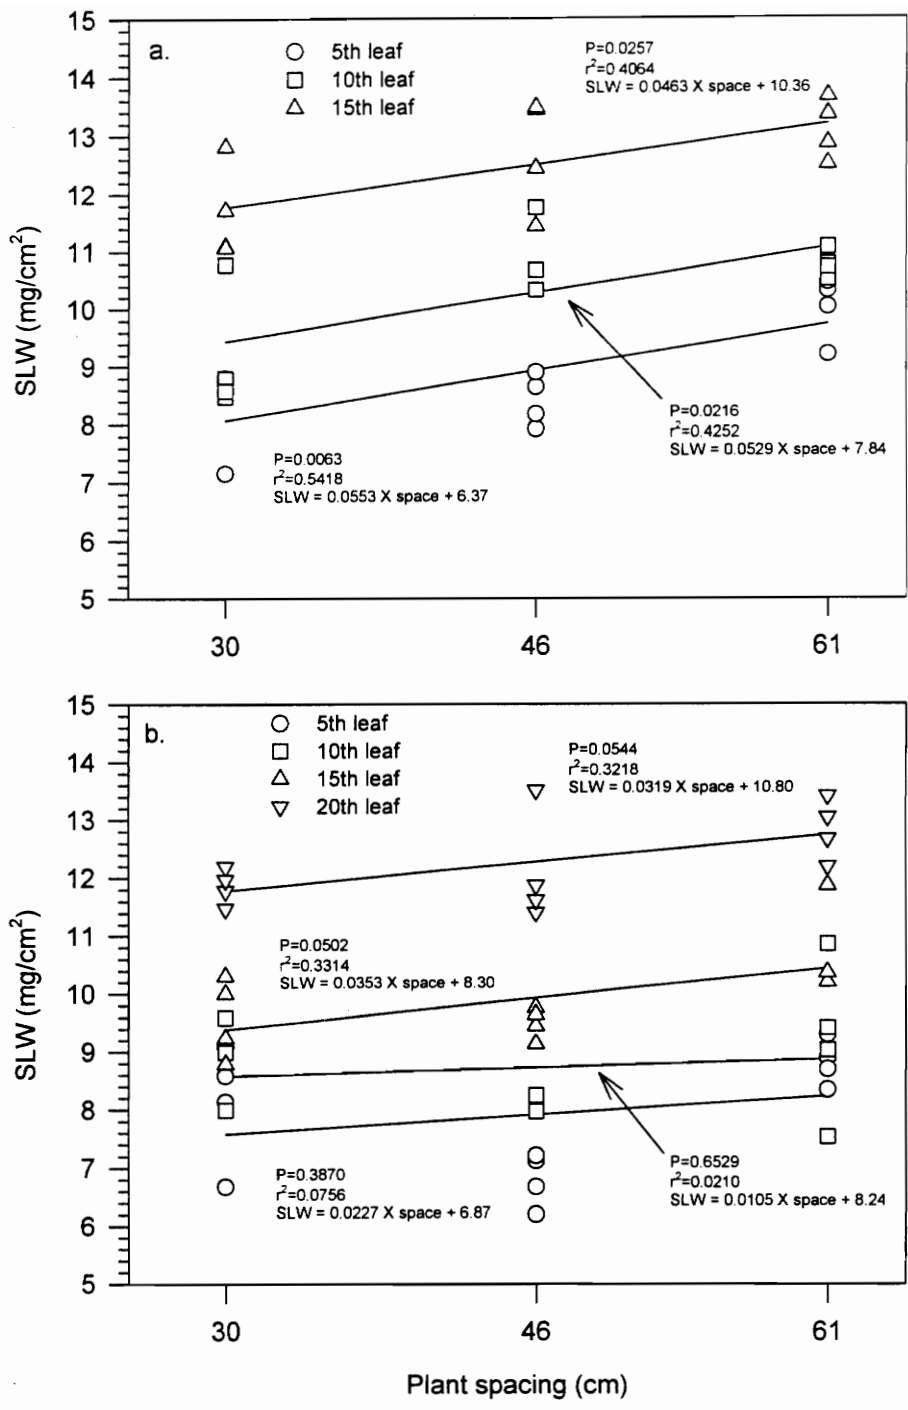 a.
5th leaf
10th leaf
15th leaf
P=0.0257
r²=0.4064
SLW = 0.0463 X space + 10.36
15
14
13
12
11
10
9
8
7
6
5
SLW (mg/cm²)
P=0.0216
r²=0.4252
SLW = 0.0529 X space + 7.84
P=0.0063
r²=0.5418
SLW = 0.0553 X space + 6.37
30 46 61
b.
5th leaf
10th leaf
15th leaf
20th leaf
P=0.0544
r²=0.3218
SLW = 0.0319 X space + 10.80
15
14
13
12
11
10
9
8
7
6
5
SLW (mg/cm²)
P=0.0502
r²=0.3314
SLW = 0.0353 X space + 8.30
P=0.6529
r²=0.0210
SLW = 0.0105 X space + 8.24
P=0.3870
r²=0.0756
SLW = 0.0227 X space + 6.87
30 46 61
Plant spacing (cm)